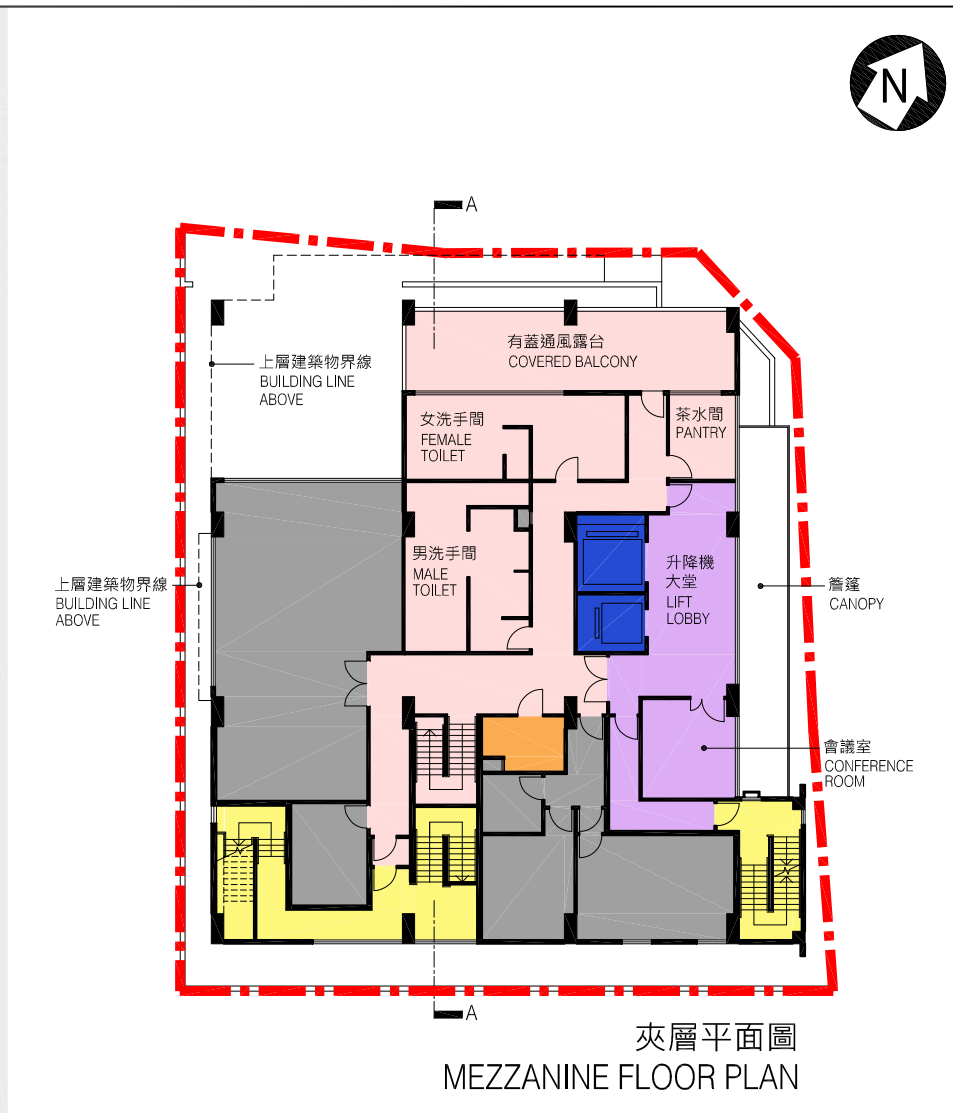 N
A
有蓋通風露台
COVERED BALCONY
上層建築物界線
BUILDING LINE
ABOVE
女洗手間
FEMALE
TOILET
茶水間
PANTRY
男洗手間
MALE
TOILET
升降機
大堂
LIFT
LOBBY
上層建築物界線
BUILDING LINE
ABOVE
簷篷
CANOPY
會議室
CONFERENCE
ROOM
A
夾層平面圖
MEZZANINE FLOOR PLAN